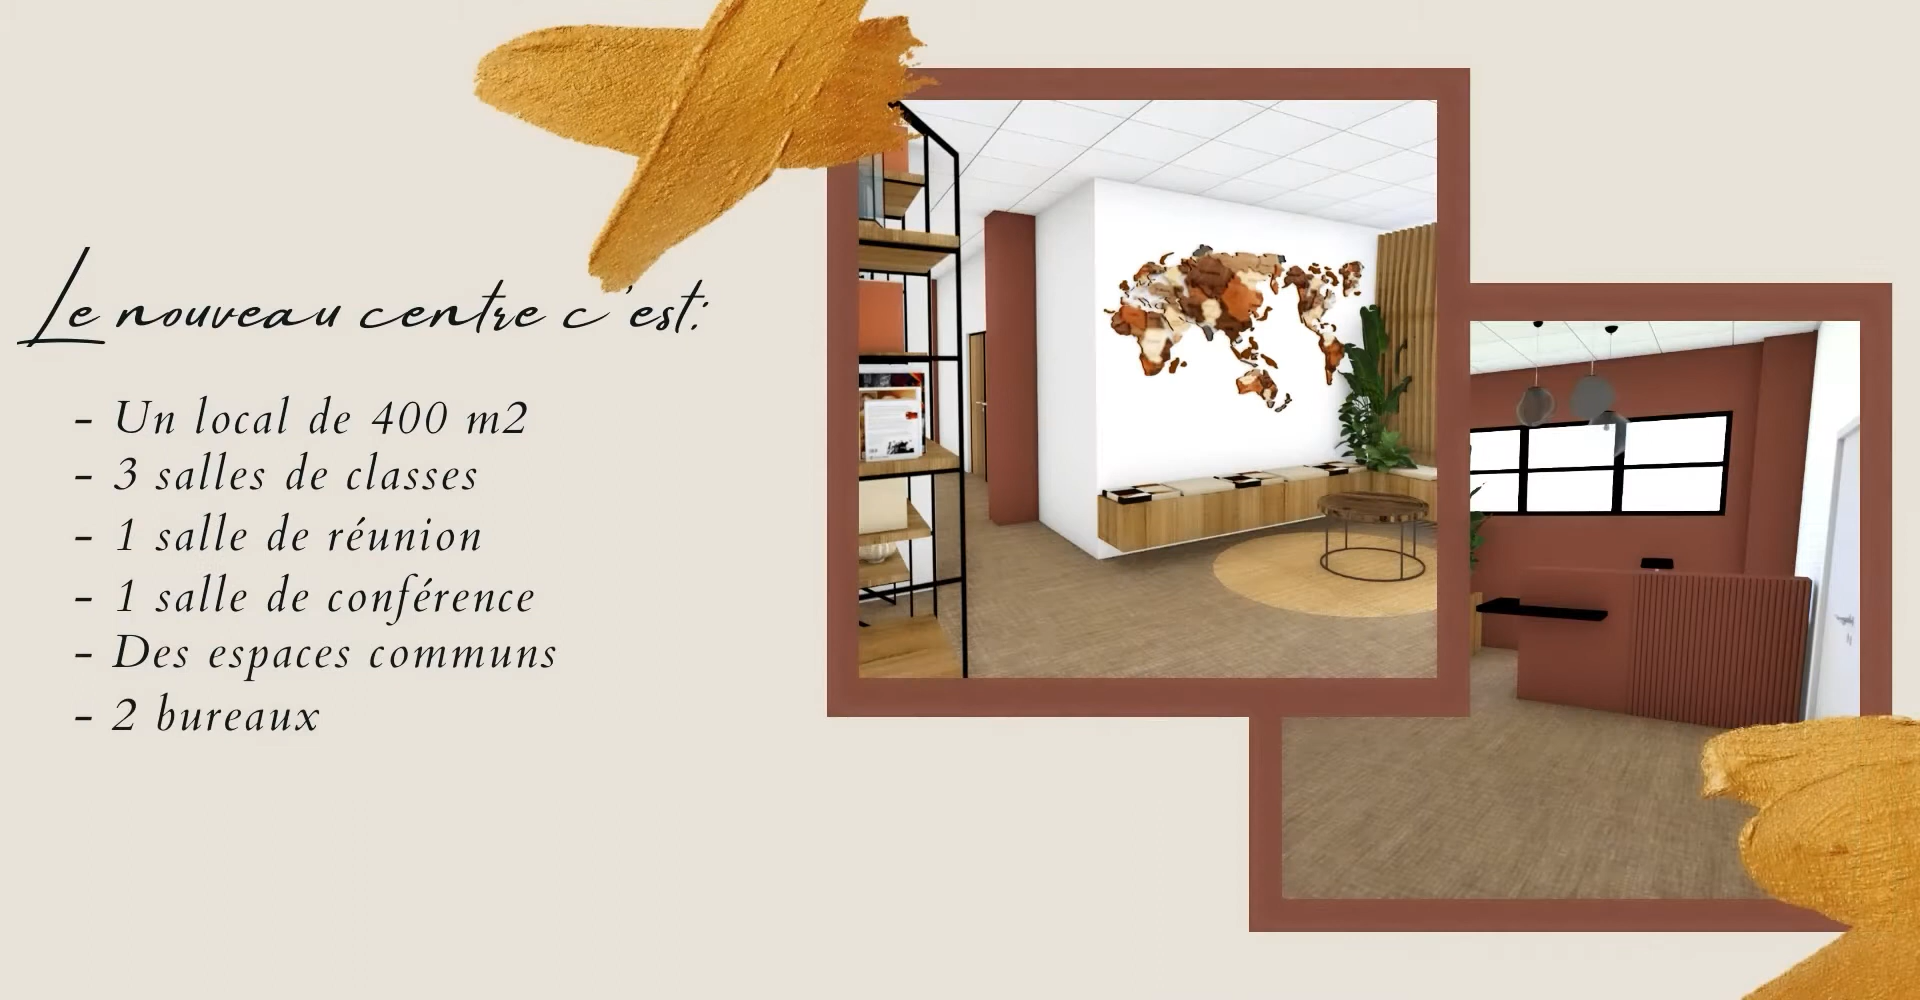 Le nouveau centre c'est:
- Un local de 400 m2
- 3 salles de classes
- 1 salle de réunion
- 1 salle de conférence
- Des espaces communs
- 2 bureaux